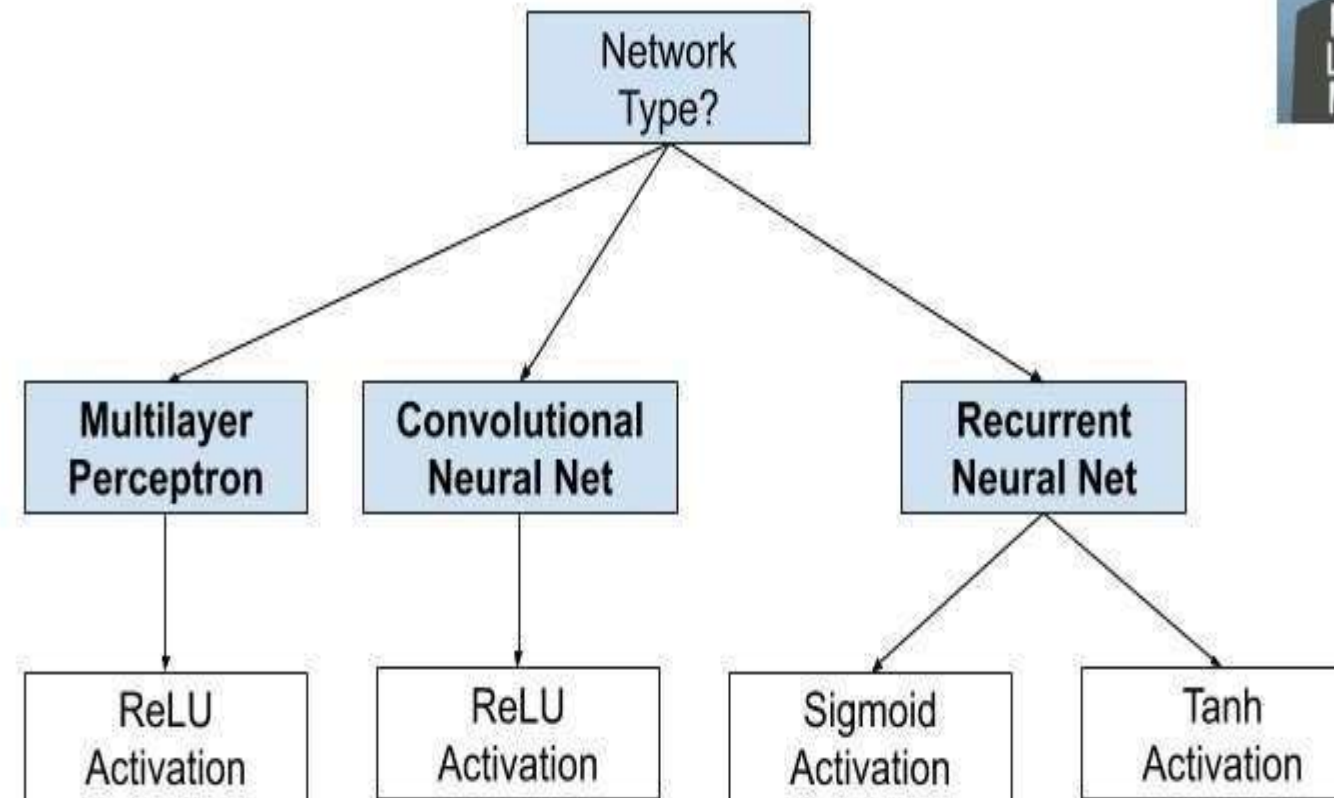 Network
Type?
Multilayer
Perceptron
Convolutional
Neural Net
Recurrent
Neural Net
ReLU
Activation
ReLU
Activation
Sigmoid
Activation
Tanh
Activation